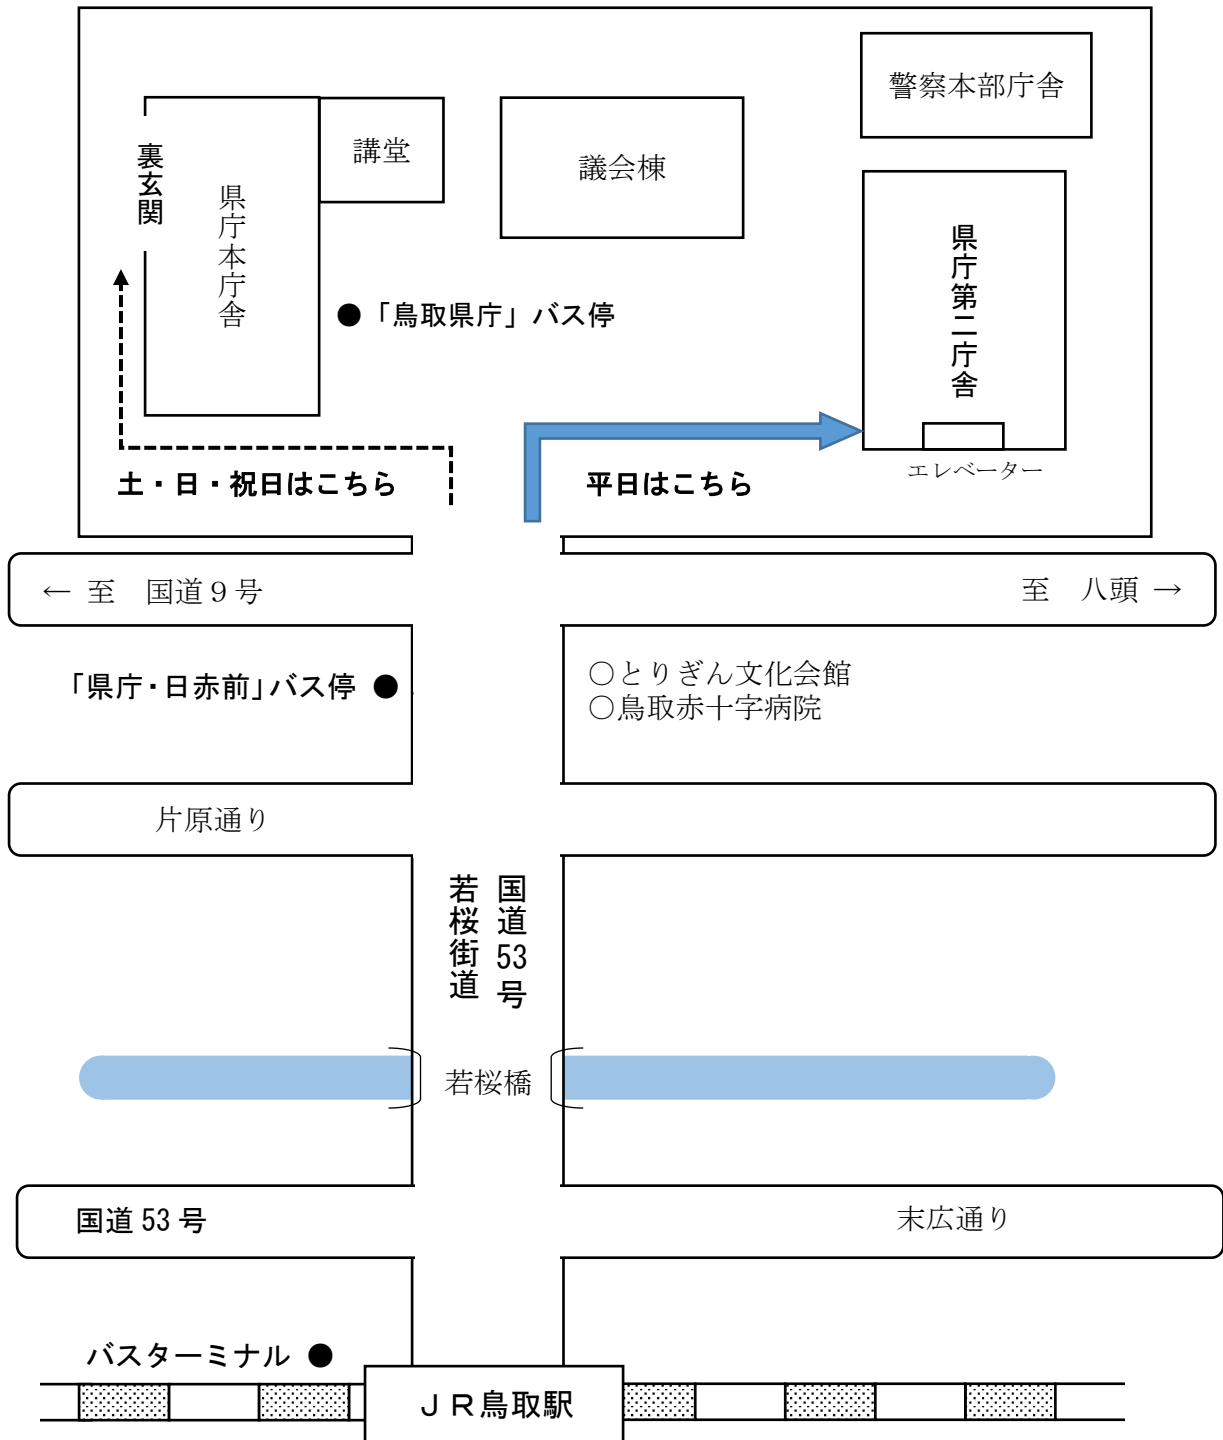 警察本部庁舎
裏玄関
県庁本庁舎
講堂
議会棟
県庁第二庁舎
●「鳥取県庁」バス停
エレベーター
土・日・祝日はこちら
平日はこちら
← 至　国道９号
至　八頭 →
「県庁・日赤前」バス停 ●
○とりぎん文化会館
○鳥取赤十字病院
片原通り
国道53号
若桜街道
若桜橋
国道 53 号
末広通り
バスターミナル ●
ＪＲ鳥取駅